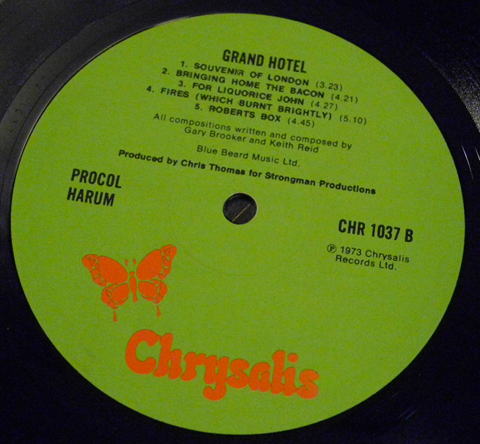 GRAND HOTEL
1. SOUVENIR OF LONDON (3.23)
2. BRINGING HOME THE BACON (4.21)
3. FOR LIQUORICE JOHN (4.27)
4. FIRES (WHICH BURNT BRIGHTLY) (5.10)
5. ROBERTS BOX (4.45)
All compositions written and composed by
Gary Brooker and Keith Reid
Blue Beard Music Ltd.
Produced by Chris Thomas for Strongman Productions
PROCOL
HARUM
CHR 1037 B
℗ 1973 Chrysalis
Records Ltd.
Chrysalis